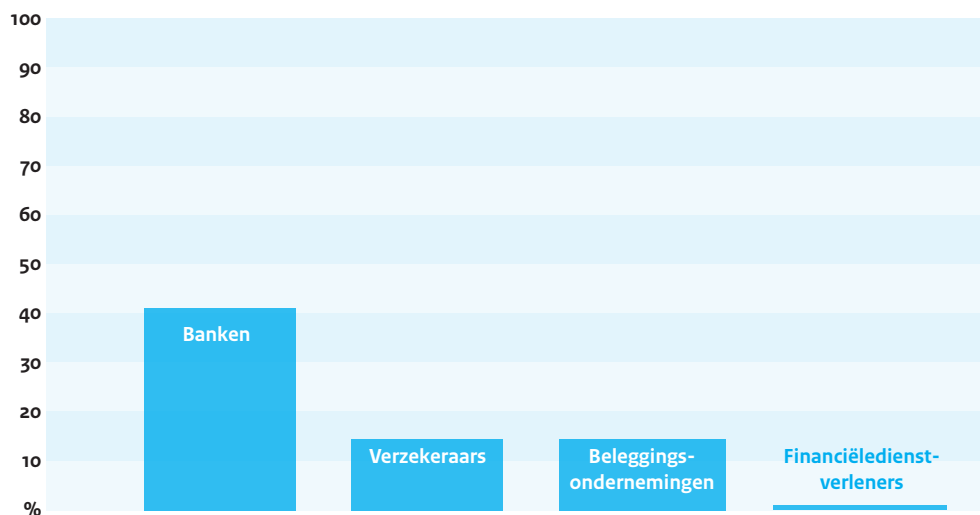 100
90
80
70
60
50
40
30
20
10
%
Banken
Verzekeraars
Beleggings-
ondernemingen
Financiëledienst-
verleners